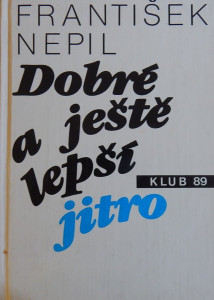 FRANTIŠEK
NEPIL
Dobré
a ještě
lepší
KLUB 89
jitro